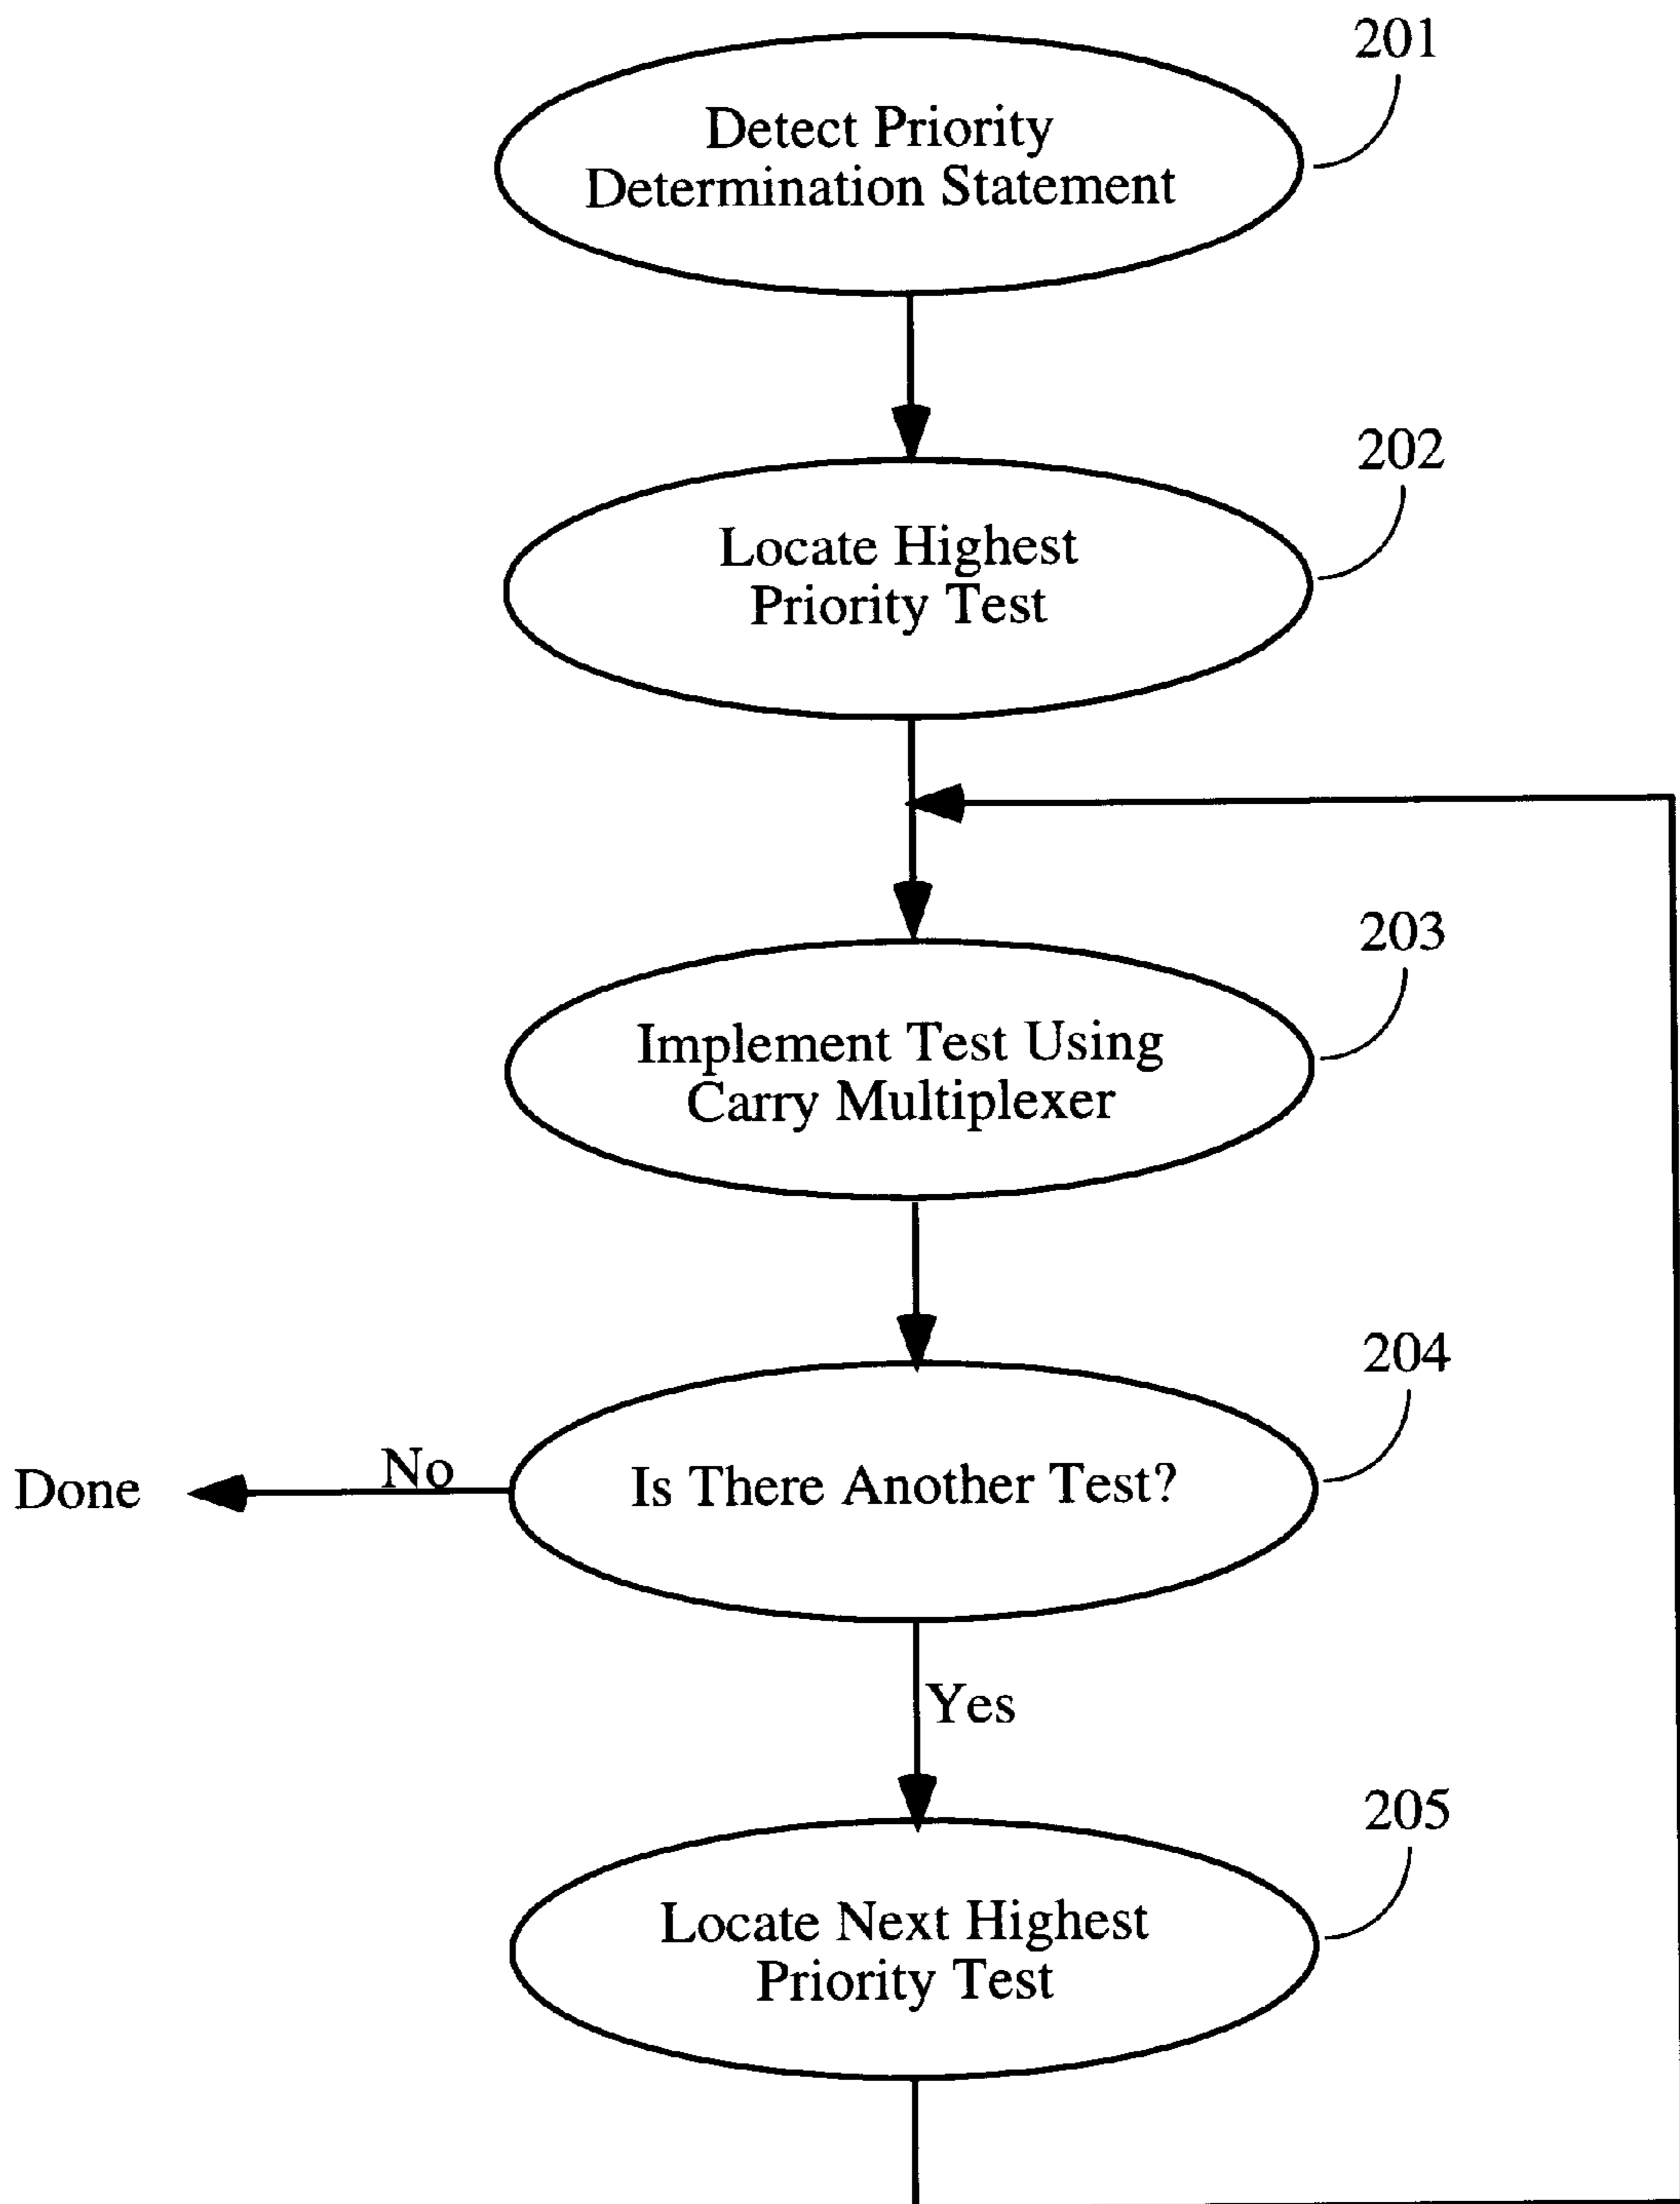 201
Detect Priority
Determination Statement
202
Locate Highest
Priority Test
203
Implement Test Using
Carry Multiplexer
204
Done
No
Is There Another Test?
Yes
205
Locate Next Highest
Priority Test